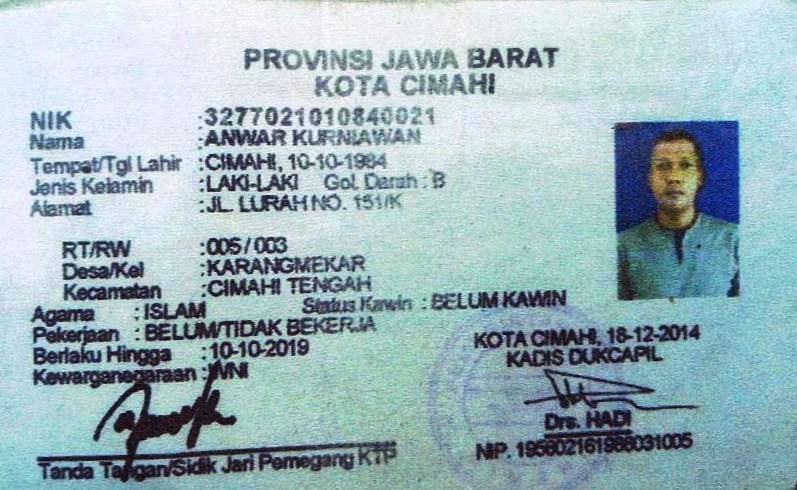 PROVINSI JAWA BARAT
KOTA CIMAHI
NIK : 3277021010840021
Nama : ANWAR KURNIAWAN
Tempat/Tgl Lahir : CIMAHI, 10-10-1984
Jenis Kelamin : LAKI-LAKI Gol. Darah : B
Alamat : JL. LURAH NO. 151/K
RT/RW : 005 / 003
Desa/Kel : KARANGMEKAR
Kecamatan : CIMAHI TENGAH
Agama : ISLAM Status Kawin : BELUM KAWIN
Pekerjaan : BELUM/TIDAK BEKERJA
Berlaku Hingga : 10-10-2019
Kewarganegaraan : WNI
KOTA CIMAHI, 18-12-2014
KADIS DUKCAPIL
Drs. HADI
NIP. 195602161986031005
Tanda Tangan/Sidik Jari Pemegang KTP